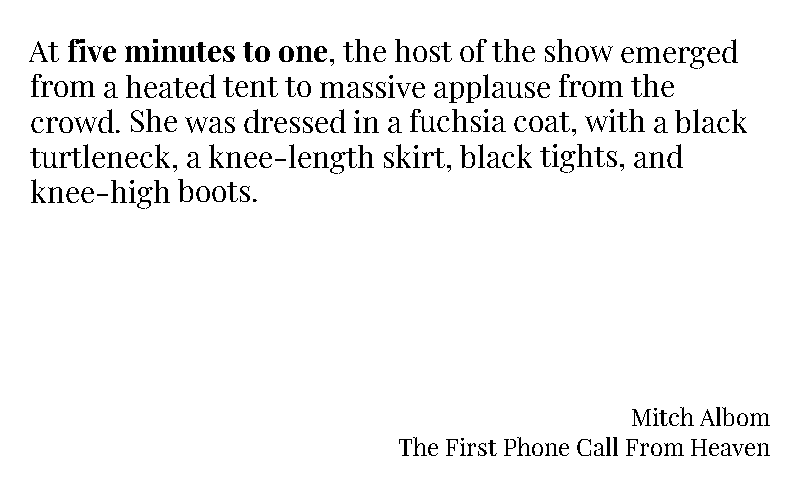 At five minutes to one, the host of the show emerged
from a heated tent to massive applause from the
crowd. She was dressed in a fuchsia coat, with a black
turtleneck, a knee-length skirt, black tights, and
knee-high boots.
Mitch Albom
The First Phone Call From Heaven